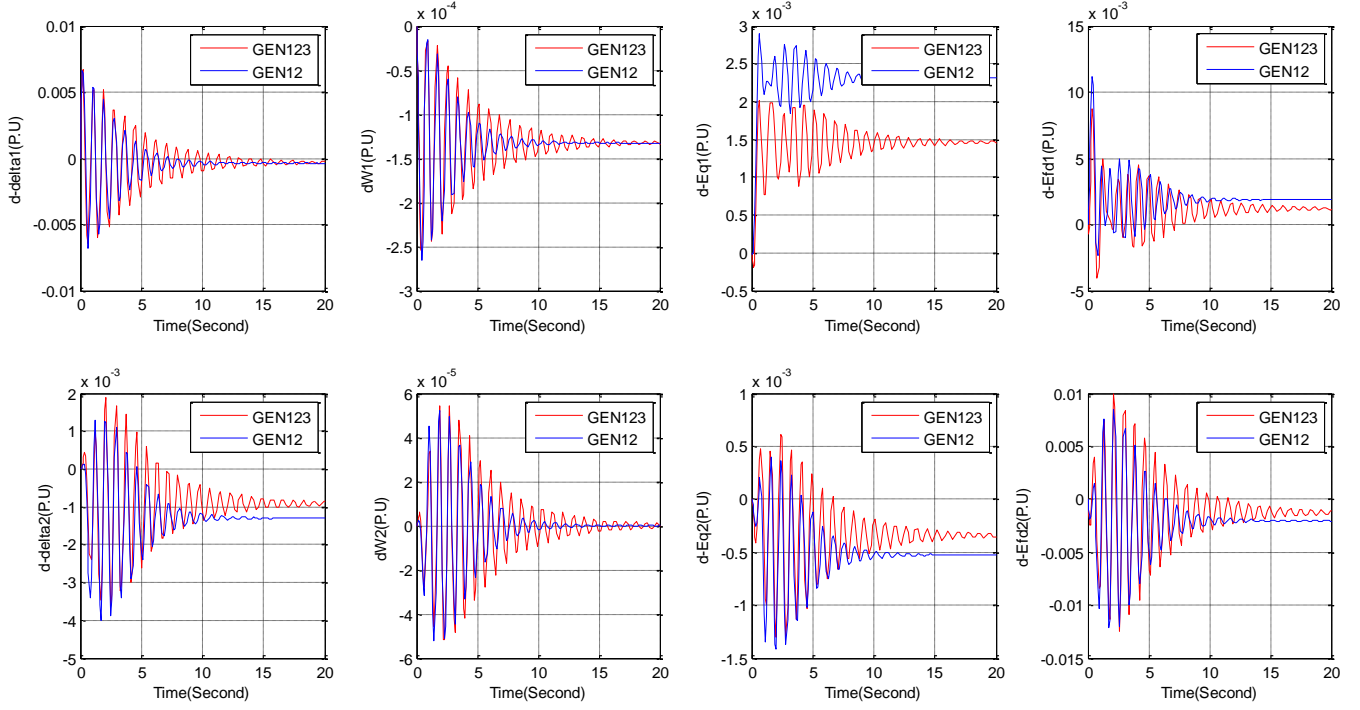 d-delta1(P.U)
0.01
0.005
0
-0.005
-0.01
GEN123
GEN12
0 5 10 15 20
Time(Second)
x 10^-4
dW1(P.U)
0
-0.5
-1
-1.5
-2
-2.5
-3
GEN123
GEN12
0 5 10 15 20
Time(Second)
x 10^-3
d-Eq1(P.U)
3
2.5
2
1.5
1
0.5
0
-0.5
GEN123
GEN12
0 5 10 15 20
Time(Second)
x 10^-3
d-Efd1(P.U)
15
10
5
0
-5
GEN123
GEN12
0 5 10 15 20
Time(Second)
x 10^-3
d-delta2(P.U)
2
1
0
-1
-2
-3
-4
-5
GEN123
GEN12
0 5 10 15 20
Time(Second)
x 10^-5
dW2(P.U)
6
4
2
0
-2
-4
-6
GEN123
GEN12
0 5 10 15 20
Time(Second)
x 10^-3
d-Eq2(P.U)
1
0.5
0
-0.5
-1
-1.5
GEN123
GEN12
0 5 10 15 20
Time(Second)
d-Efd2(P.U)
0.01
0.005
0
-0.005
-0.01
-0.015
GEN123
GEN12
0 5 10 15 20
Time(Second)